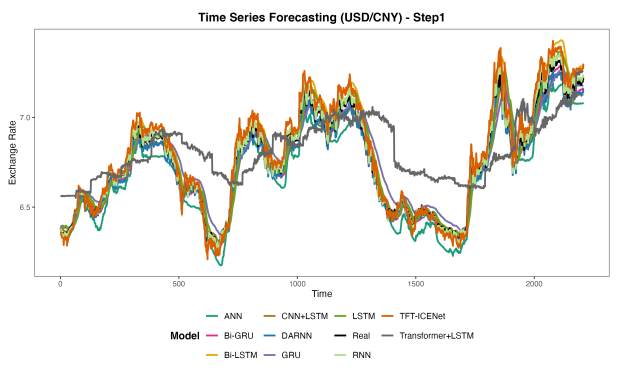 Time Series Forecasting (USD/CNY) - Step1
Exchange Rate
7.0
6.5
0
500
1000
1500
2000
Time
Model
ANN
CNN+LSTM
LSTM
TFT-ICENet
Bi-GRU
DARNN
Real
Transformer+LSTM
Bi-LSTM
GRU
RNN